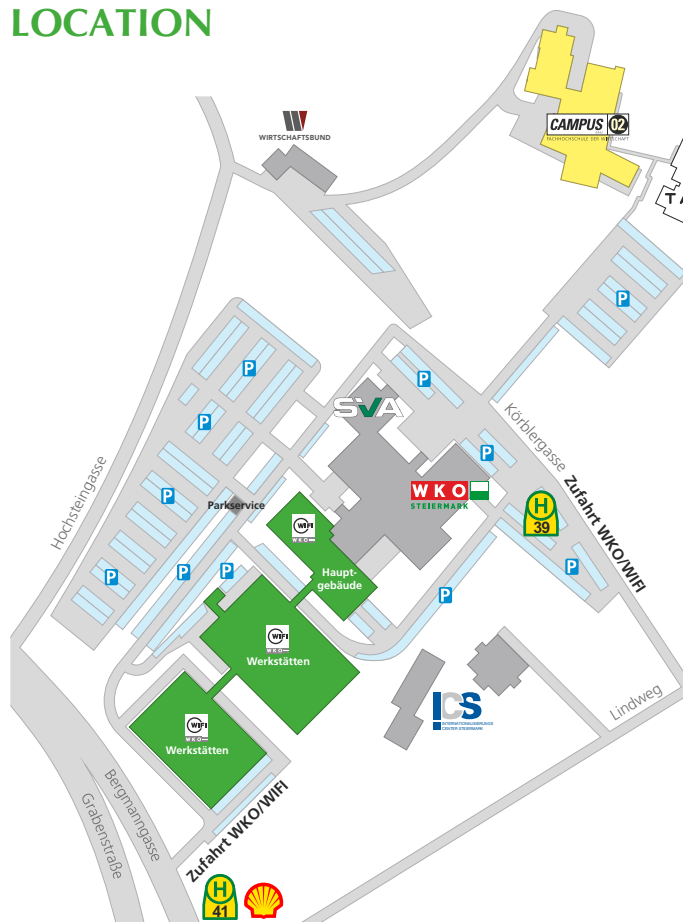 LOCATION
WIRTSCHAFTSBUND
CAMPUS 02
FACHHOCHSCHULE DER WIRTSCHAFT
T
P
P
P
SVA
Körblergasse
P
P
Hochsteingasse
WKO
STEIERMARK
P
Parkservice
H
39
Zufahrt WKO/WIFI
WIFI
WKO
P
P
P
P
Haupt-
gebäude
P
WIFI
WKO
Werkstätten
ICS
INTERNATIONALISIERUNGS
CENTER STEIERMARK
Lindweg
WIFI
WKO
Werkstätten
Bergmanngasse
Grabenstraße
Zufahrt WKO/WIFI
H
41